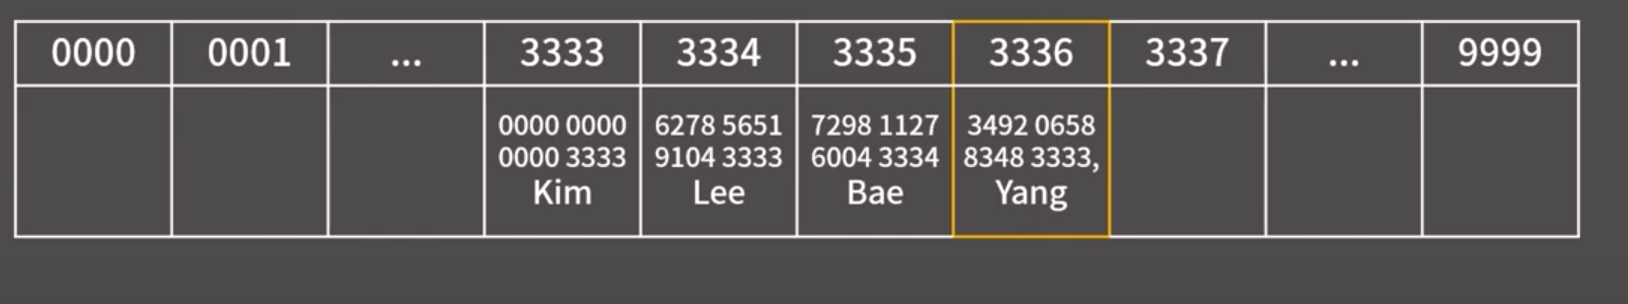 0000 0001 ... 3333 3334 3335 3336 3337 ... 9999
0000 0000 6278 5651 7298 1127 3492 0658
0000 3333 9104 3333 6004 3334 8348 3333,
Kim Lee Bae Yang